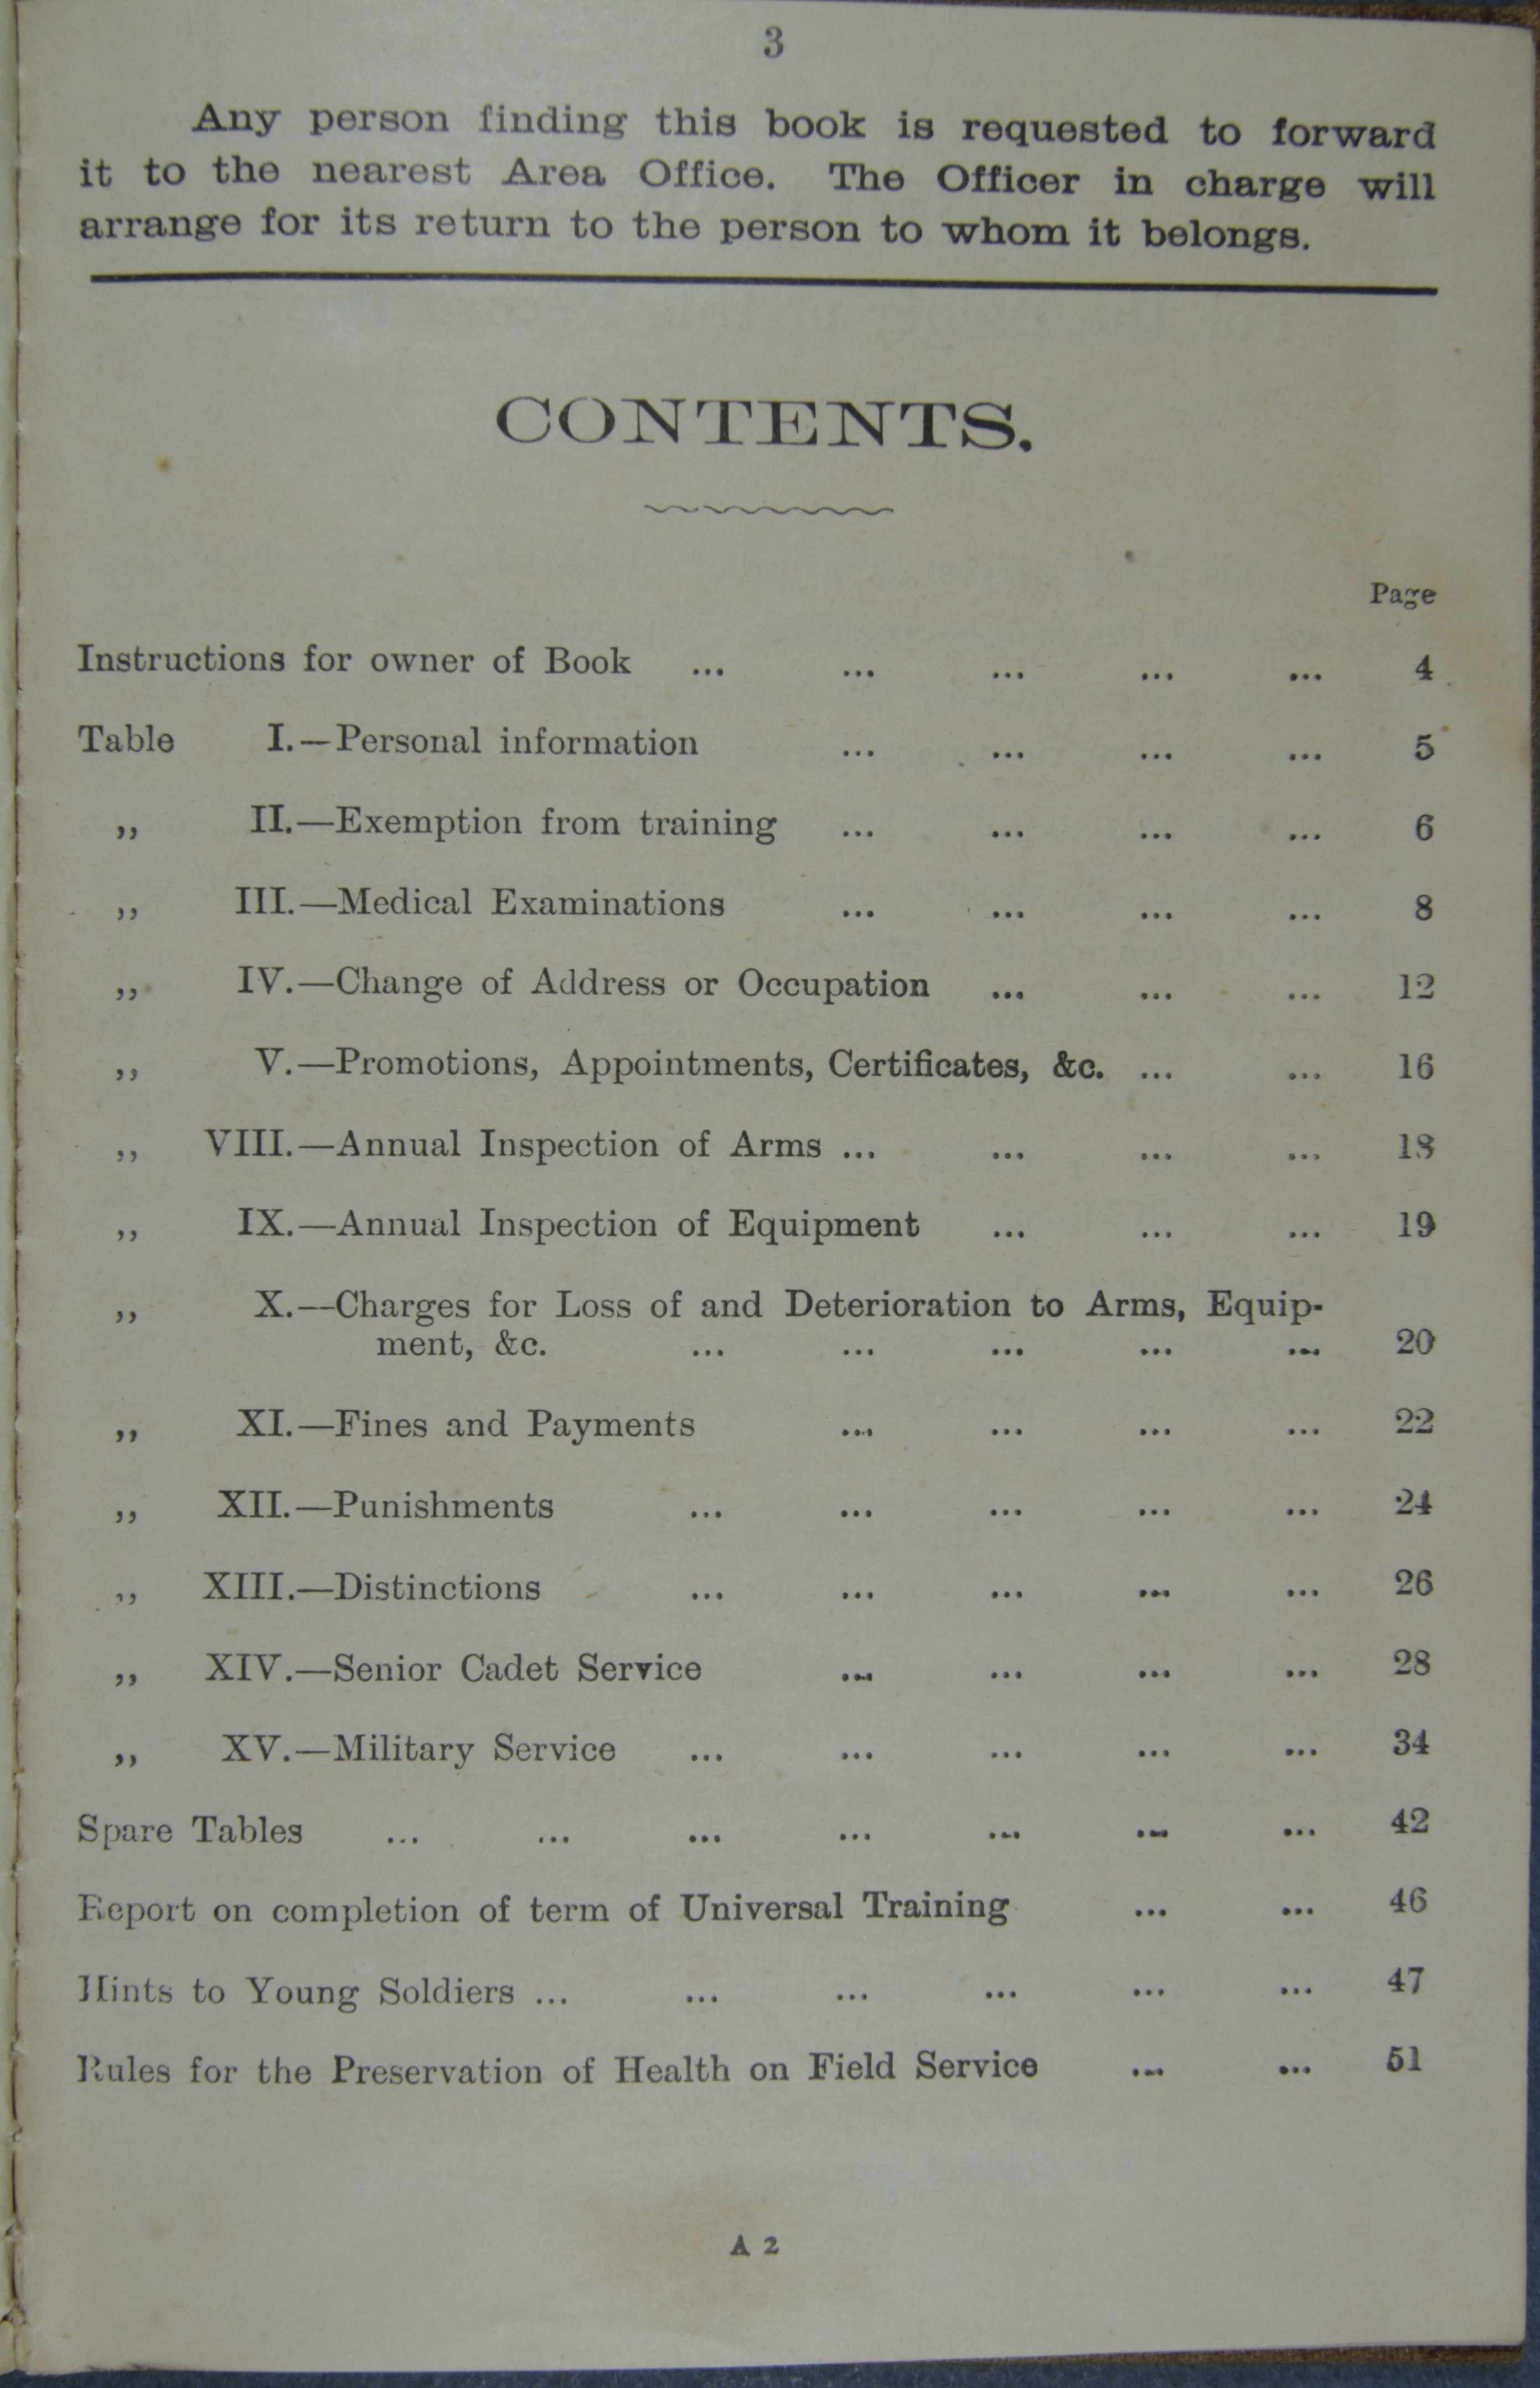 3
Any person finding this book is requested to forward
it to the nearest Area Office. The Officer in charge will
arrange for its return to the person to whom it belongs.
CONTENTS.
Page
Instructions for owner of Book ... ... ... ... ... 4
Table I.—Personal information ... ... ... ... 5
,, II.—Exemption from training ... ... ... ... 6
,, III.—Medical Examinations ... ... ... ... 8
,, IV.—Change of Address or Occupation ... ... ... 12
,, V.—Promotions, Appointments, Certificates, &c. ... ... 16
,, VIII.—Annual Inspection of Arms ... ... ... ... 18
,, IX.—Annual Inspection of Equipment ... ... ... 19
,, X.—Charges for Loss of and Deterioration to Arms, Equip-
ment, &c. ... ... ... ... ... 20
,, XI.—Fines and Payments ... ... ... ... 22
,, XII.—Punishments ... ... ... ... ... 24
,, XIII.—Distinctions ... ... ... ... ... 26
,, XIV.—Senior Cadet Service ... ... ... ... 28
,, XV.—Military Service ... ... ... ... ... 34
Spare Tables ... ... ... ... ... ... ... 42
Report on completion of term of Universal Training ... ... 46
Hints to Young Soldiers ... ... ... ... ... ... 47
Rules for the Preservation of Health on Field Service ... ... 51
A 2